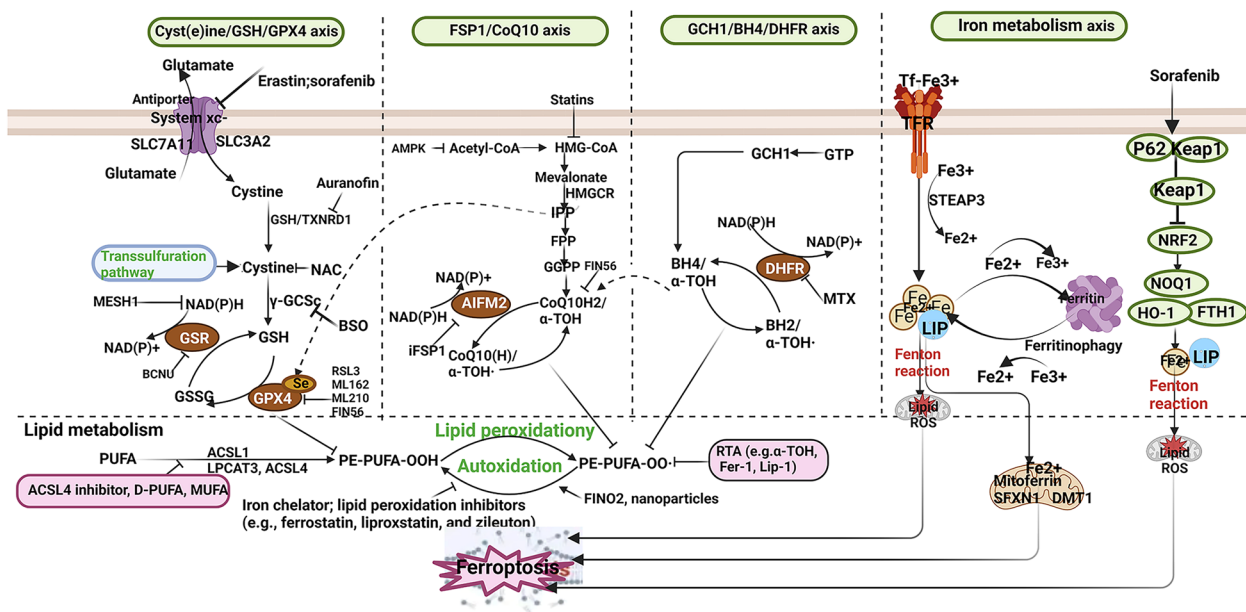 Cyst(e)ine/GSH/GPX4 axis
FSP1/CoQ10 axis
GCH1/BH4/DHFR axis
Iron metabolism axis
Glutamate
Erastin;sorafenib
Antiporter
System xc-
SLC7A11
SLC3A2
Glutamate
Cystine
Auranofin
GSH/TXNRD1
Transsulfuration
pathway
Cystine
NAC
γ-GCSc
MESH1
NAD(P)H
BSO
GSR
GSH
NAD(P)+
BCNU
GSSG
GPX4
Se
RSL3
ML162
ML210
FIN56
Statins
AMPK
Acetyl-CoA
HMG-CoA
Mevalonate
HMGCR
IPP
FPP
GGPP
FIN56
NAD(P)+
AIFM2
NAD(P)H
CoQ10H2/
α-TOH
iFSP1
CoQ10(H)/
α-TOH·
GCH1
GTP
NAD(P)H
NAD(P)+
DHFR
BH4/
α-TOH
MTX
BH2/
α-TOH·
Tf-Fe3+
TFR
Fe3+
STEAP3
Fe2+
Fe2+
Fe3+
Fe
Fe
Fe2+
Fe
LIP
erritin
Ferritinophagy
Fe2+
Fe3+
Fenton
reaction
Lipid
ROS
Sorafenib
P62
Keap1
Keap1
NRF2
NOQ1
HO-1
FTH1
Fe2+
LIP
Fenton
reaction
Lipid
ROS
Fe2+
Mitoferrin
SFXN1
DMT1
Lipid metabolism
PUFA
ACSL1
LPCAT3, ACSL4
ACSL4 inhibitor, D-PUFA, MUFA
PE-PUFA-OOH
Lipid peroxidationy
Autoxidation
PE-PUFA-OO·
RTA (e.g.α-TOH,
Fer-1, Lip-1)
FINO2, nanoparticles
Iron chelator; lipid peroxidation inhibitors
(e.g., ferrostatin, liproxstatin, and zileuton)
Ferroptosis